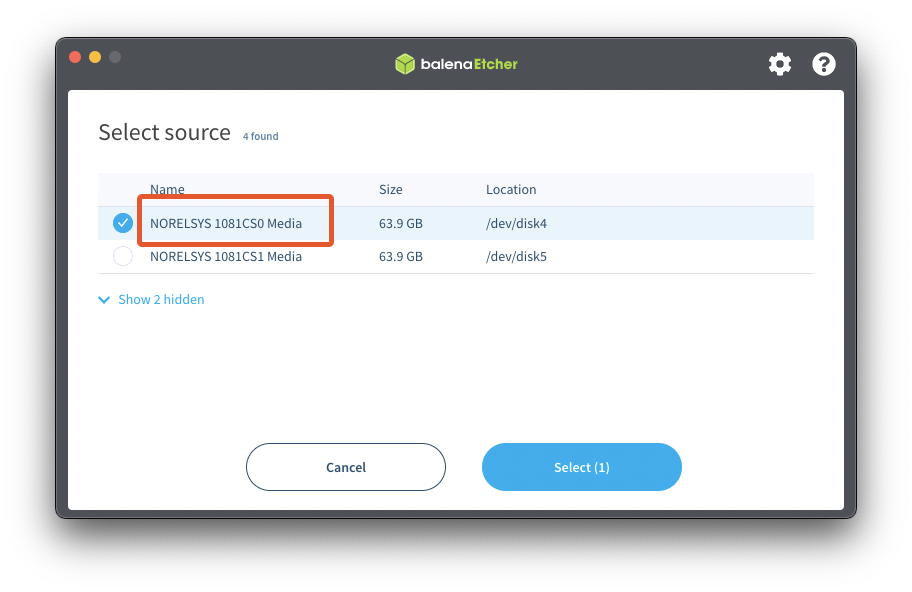 balenaEtcher
Select source 4 found
Name Size Location
NORELSYS 1081CS0 Media 63.9 GB /dev/disk4
NORELSYS 1081CS1 Media 63.9 GB /dev/disk5
Show 2 hidden
Cancel Select (1)